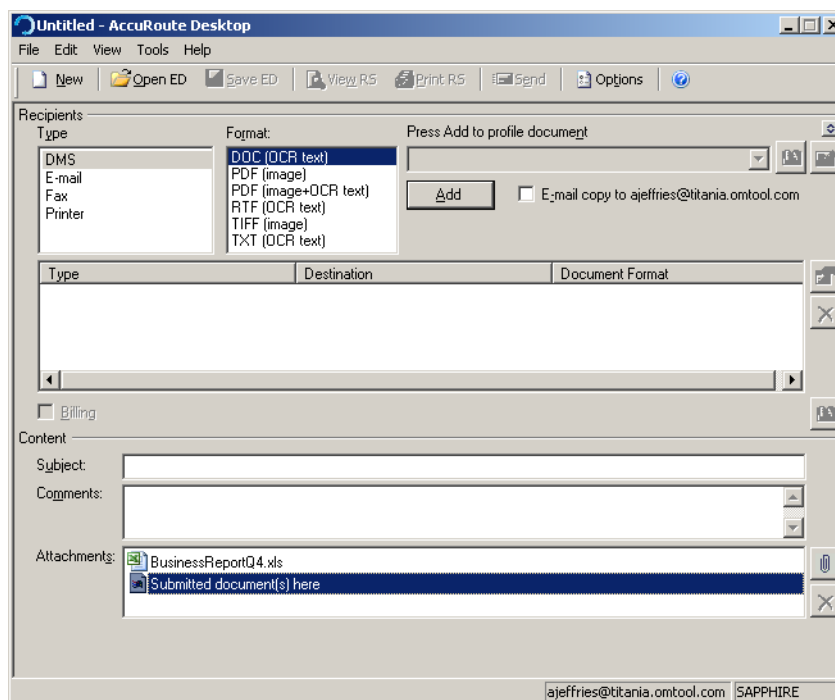 Untitled - AccuRoute Desktop
File Edit View Tools Help
New Open ED Save ED View RS Print RS Send Options
Recipients
Type Format: Press Add to profile document
DMS
E-mail
Fax
Printer
DOC (OCR text)
PDF (image)
PDF (image+OCR text)
RTF (OCR text)
TIFF (image)
TXT (OCR text)
Add E-mail copy to ajeffries@titania.omtool.com
Type Destination Document Format
Billing
Content
Subject:
Comments:
Attachments: BusinessReportQ4.xls
Submitted document(s) here
ajeffries@titania.omtool.com SAPPHIRE